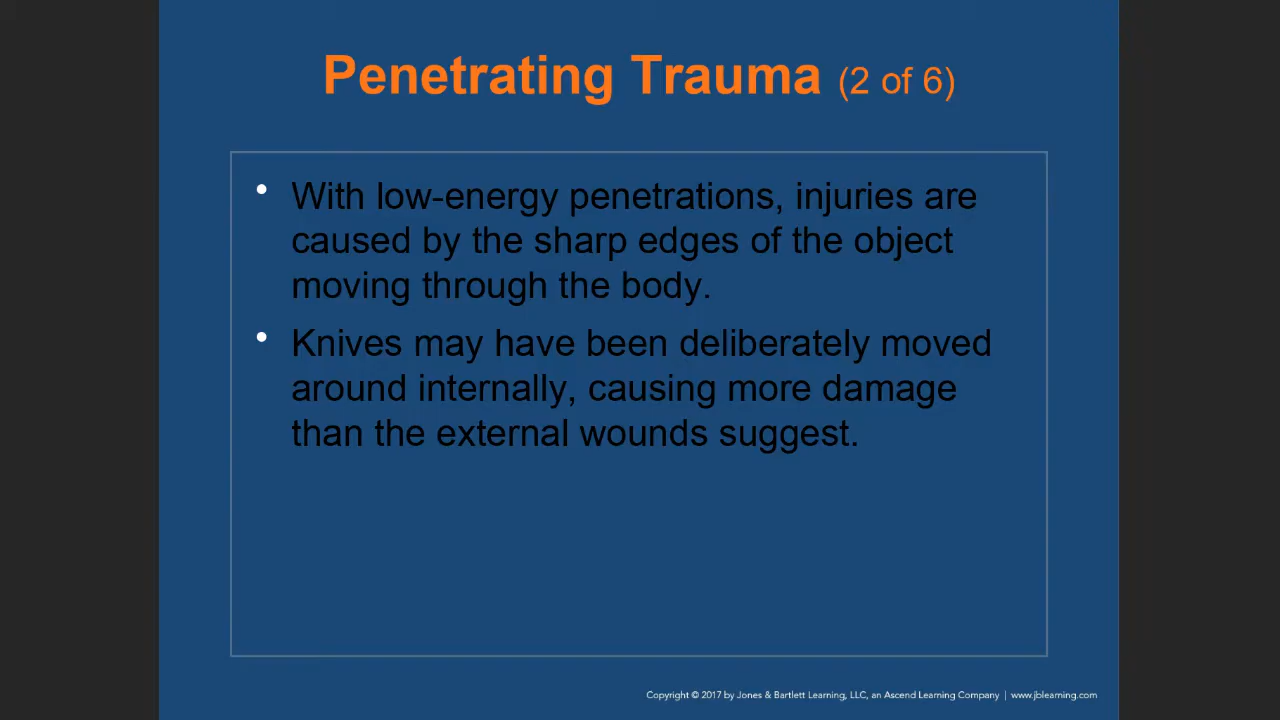 Penetrating Trauma (2 of 6)
• With low-energy penetrations, injuries are
caused by the sharp edges of the object
moving through the body.
• Knives may have been deliberately moved
around internally, causing more damage
than the external wounds suggest.
Copyright © 2017 by Jones & Bartlett Learning, LLC, an Ascend Learning Company | www.jblearning.com